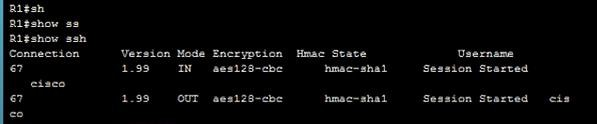 R1#sh
R1#show ss
R1#show ssh
Connection Version Mode Encryption Hmac State Username
67 1.99 IN aes128-cbc hmac-sha1 Session Started
cisco
67 1.99 OUT aes128-cbc hmac-sha1 Session Started cis
co